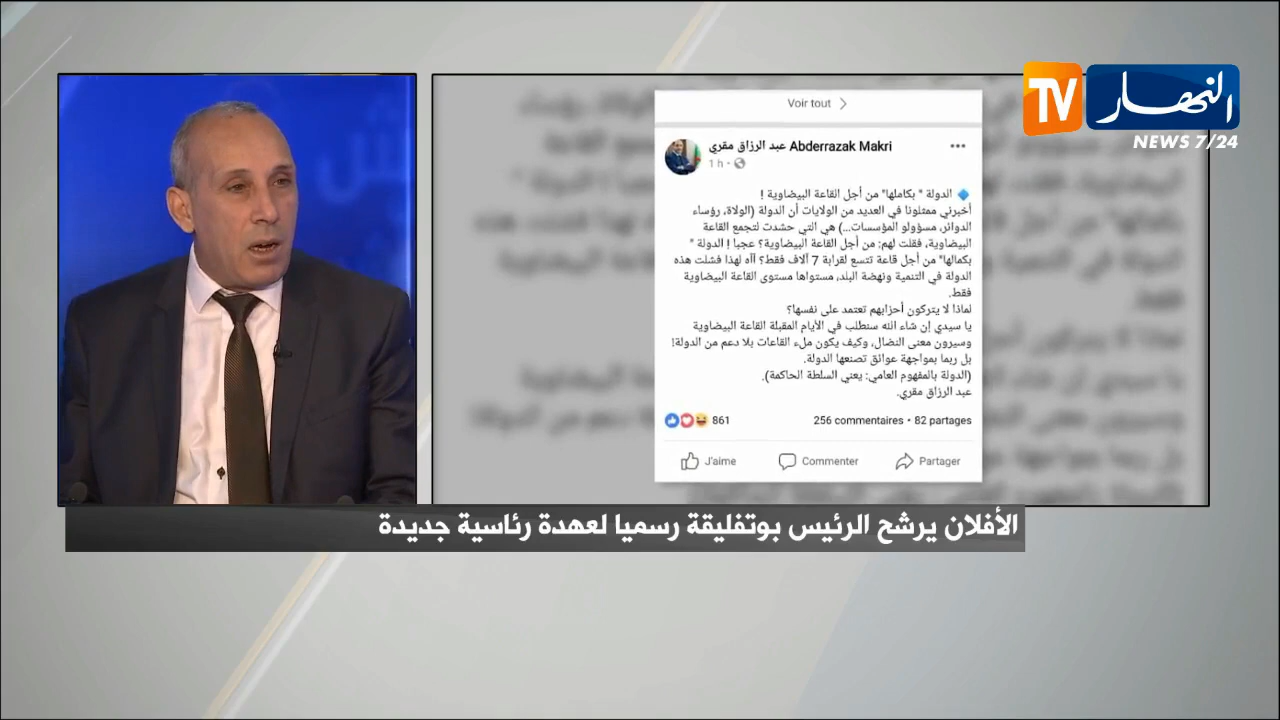 TV النهار
NEWS 7/24
Voir tout
عبد الرزاق مقري Abderrazak Makri
1 h
الدولة " بكاملها" من أجل القاعة البيضاوية !
أخبرني ممثلونا في العديد من الولايات أن الدولة (الولاة، رؤساء
الدوائر، مسؤولو المؤسسات...) هي التي حشدت لتجمع القاعة
البيضاوية، فقلت لهم: من أجل القاعة البيضاوية؟ عجبا ! الدولة "
بكمالها" من أجل قاعة تتسع لقرابة 7 آلاف فقط؟ آآه لهذا فشلت هذه
الدولة في التنمية ونهضة البلد، مستواها مستوى القاعة البيضاوية
فقط.
لماذا لا يتركون أحزابهم تعتمد على نفسها؟
يا سيدي إن شاء الله سنطلب في الأيام المقبلة القاعة البيضاوية
وسيرون معنى النضال، وكيف يكون ملء القاعات بلا دعم من الدولة!
بل ربما بمواجهة عوائق تصنعها الدولة.
(الدولة بالمفهوم العامي: يعني السلطة الحاكمة).
عبد الرزاق مقري.
861 256 commentaires • 82 partages
J'aime Commenter Partager
الأفلان يرشح الرئيس بوتفليقة رسميا لعهدة رئاسية جديدة